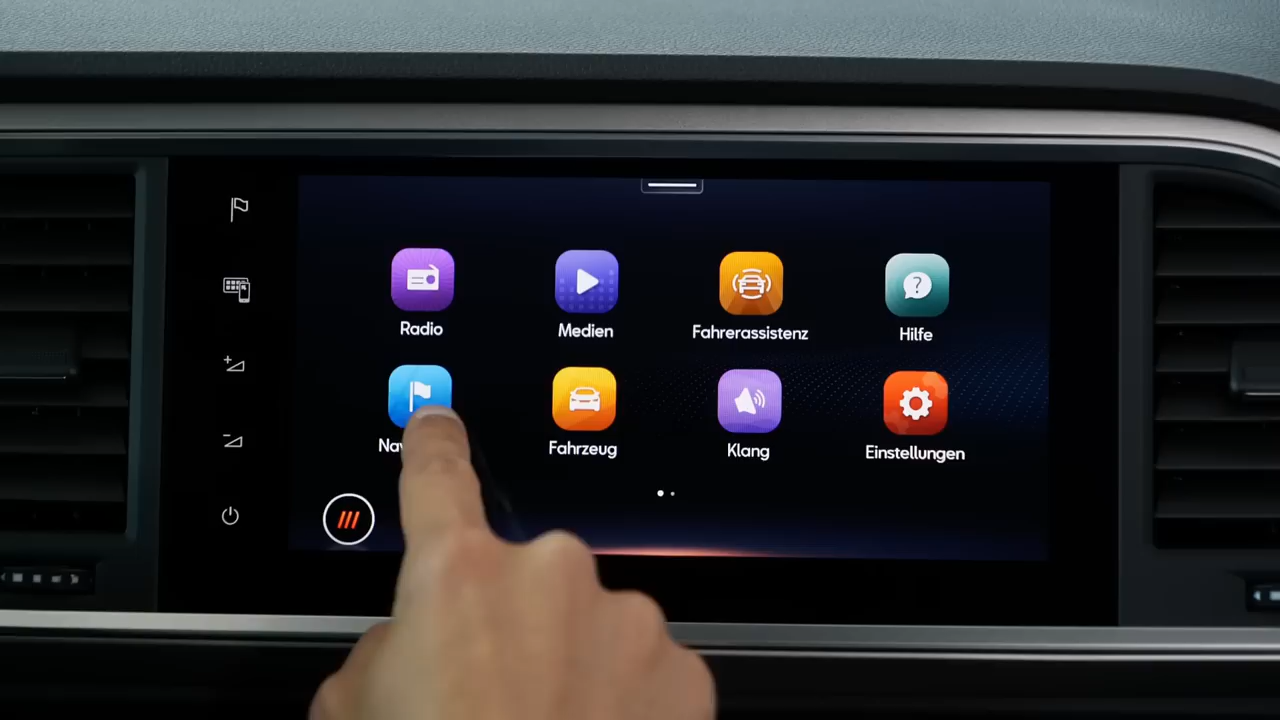 Radio
Medien
Fahrerassistenz
Hilfe
Fahrzeug
Klang
Einstellungen